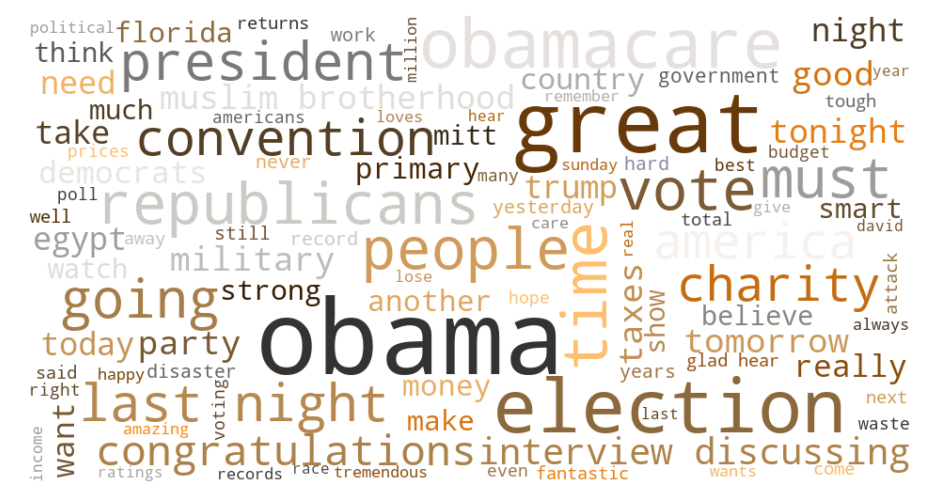 political florida returns work million obamacare night
think president country government good year
need muslim brotherhood remember tough
much americans loves hear great
take convention mitt tonight
prices never primary many sunday hard best budget
democrats trump vote must
poll republicans yesterday total give smart
well egypt away still record people care time real america david
watch military lose taxes show charity attack
going strong another hope believe always
today party obama tomorrow
said happy disaster years glad hear really
right money next
want last night voting make election last waste
amazing congratulations interview discussing
income ratings records race tremendous even fantastic wants come